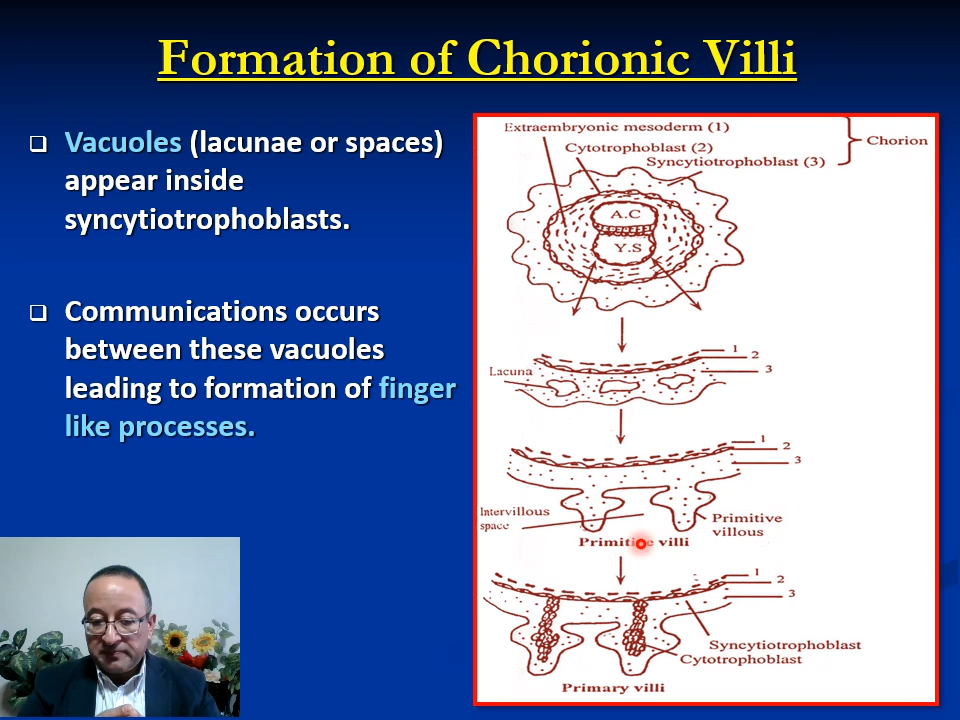 Formation of Chorionic Villi
Vacuoles (lacunae or spaces)
appear inside
syncytiotrophoblasts.
Communications occurs
between these vacuoles
leading to formation of finger
like processes.
Extraembryonic mesoderm (1)
Cytotrophoblast (2)
Syncytiotrophoblast (3)
Chorion
A.C
Y.S
1
2
3
Lacuna
1
2
3
Intervillous
space
Primitive
villous
Primitive villi
1
2
3
Syncytiotrophoblast
Cytotrophoblast
Primary villi